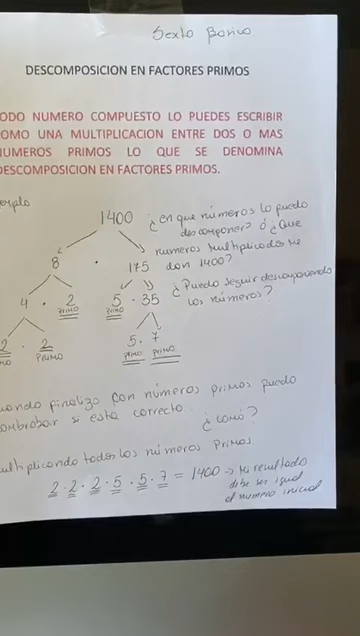 Sexto Básico
DESCOMPOSICION EN FACTORES PRIMOS
ODO NUMERO COMPUESTO LO PUEDES ESCRIBIR
OMO UNA MULTIPLICACION ENTRE DOS O MAS
NUMEROS PRIMOS LO QUE SE DENOMINA
DESCOMPOSICION EN FACTORES PRIMOS.
emplo
1400 ¿en que números lo puedo
descomponer? ó ¿Que
numeros multiplicados me
dan 1400?
8 · 175
¿Puedo seguir descomponiendo
los números?
4 · 2 5 · 35
PRIMO PRIMO
2 · 2 5 · 7
MO PRIMO PRIMO PRIMO
uando finalizo con números primos puedo
omprobar si esta correcto.
¿Como?
ultiplicando todos los números primos.
2 · 2 · 2 · 5 · 5 · 7 = 1400 → Mi resultado
debe ser igual
al numero inicial